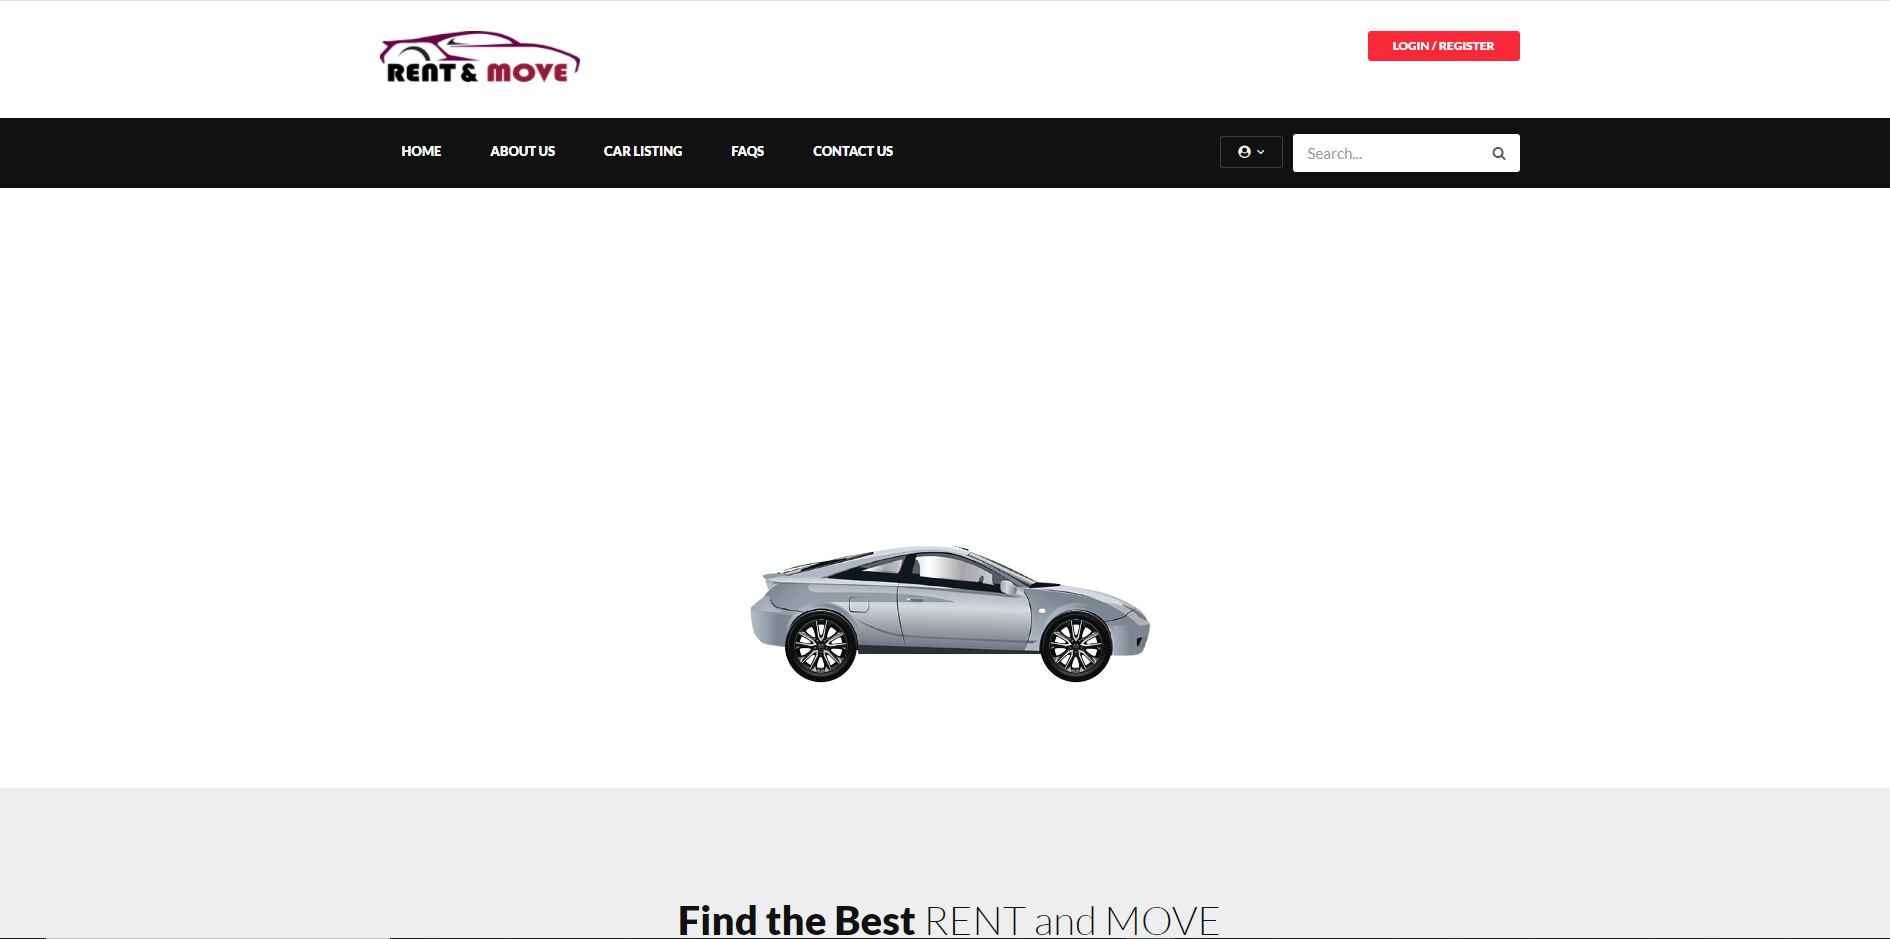 RENT & MOVE
LOGIN / REGISTER
HOME ABOUT US CAR LISTING FAQS CONTACT US
Search...
Find the Best RENT and MOVE